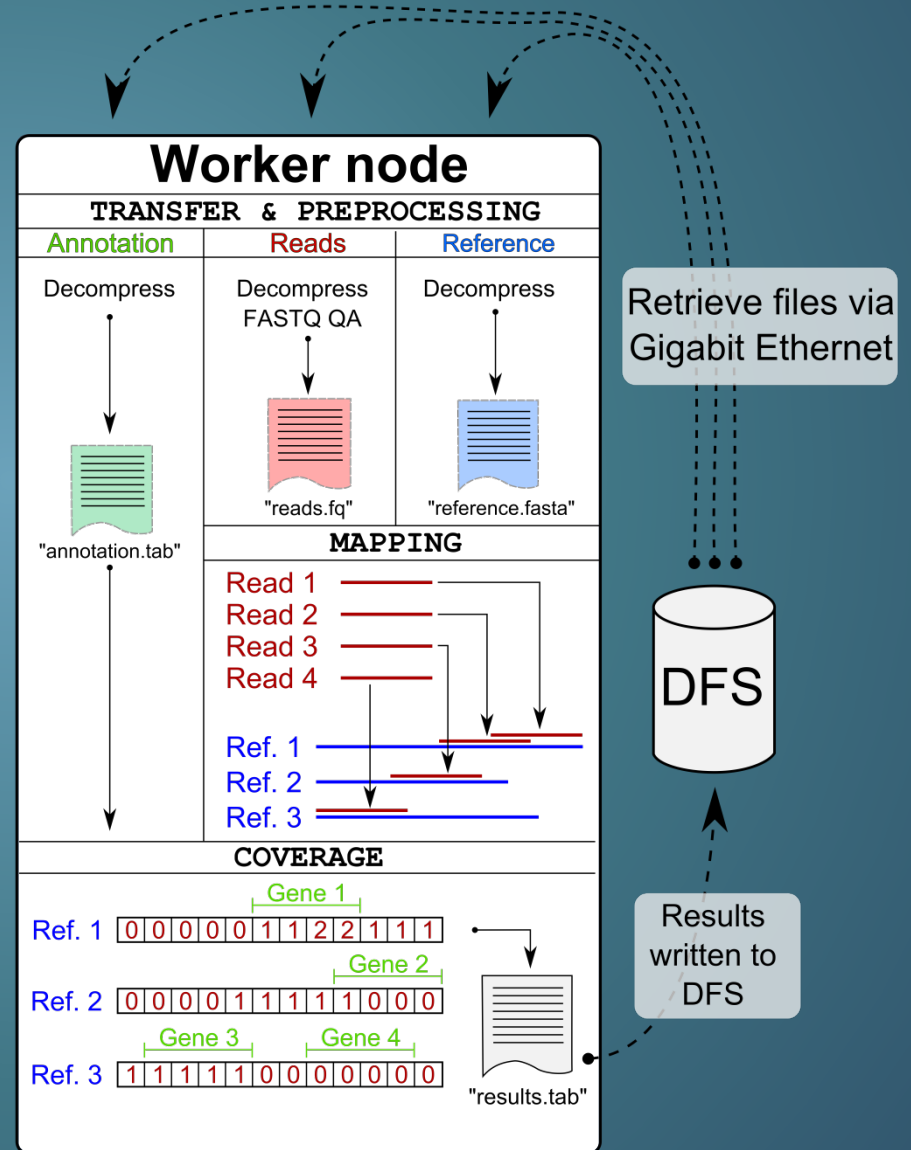 Worker node
TRANSFER & PREPROCESSING
Annotation
Reads
Reference
Decompress
Decompress
FASTQ QA
Decompress
"annotation.tab"
"reads.fq"
"reference.fasta"
MAPPING
Read 1
Read 2
Read 3
Read 4
Ref. 1
Ref. 2
Ref. 3
COVERAGE
Gene 1
Ref. 1 0 0 0 0 0 1 1 2 2 1 1 1
Gene 2
Ref. 2 0 0 0 0 1 1 1 1 1 0 0 0
Gene 3 Gene 4
Ref. 3 1 1 1 1 1 0 0 0 0 0 0 0
"results.tab"
Retrieve files via
Gigabit Ethernet
DFS
Results
written to
DFS